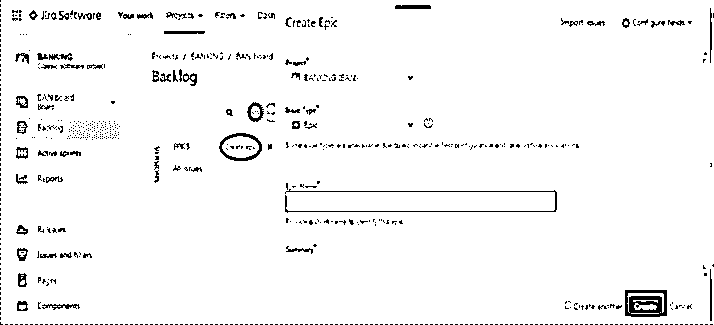 Jira Software Your work Projects Filters Dash
BANKING
Classic software project
BAN board
Board
Backlog
Active sprints
Reports
Releases
Issues and filters
Pages
Components
Projects / BANKING / BAN board
Backlog
VERSIONS
EPICS
Create epic
All issues
Create Epic
Import issues Configure fields
Project*
BANKING (BAN)
Issue Type*
Epic
Epic Name*
Summary*
Create another Create Cancel